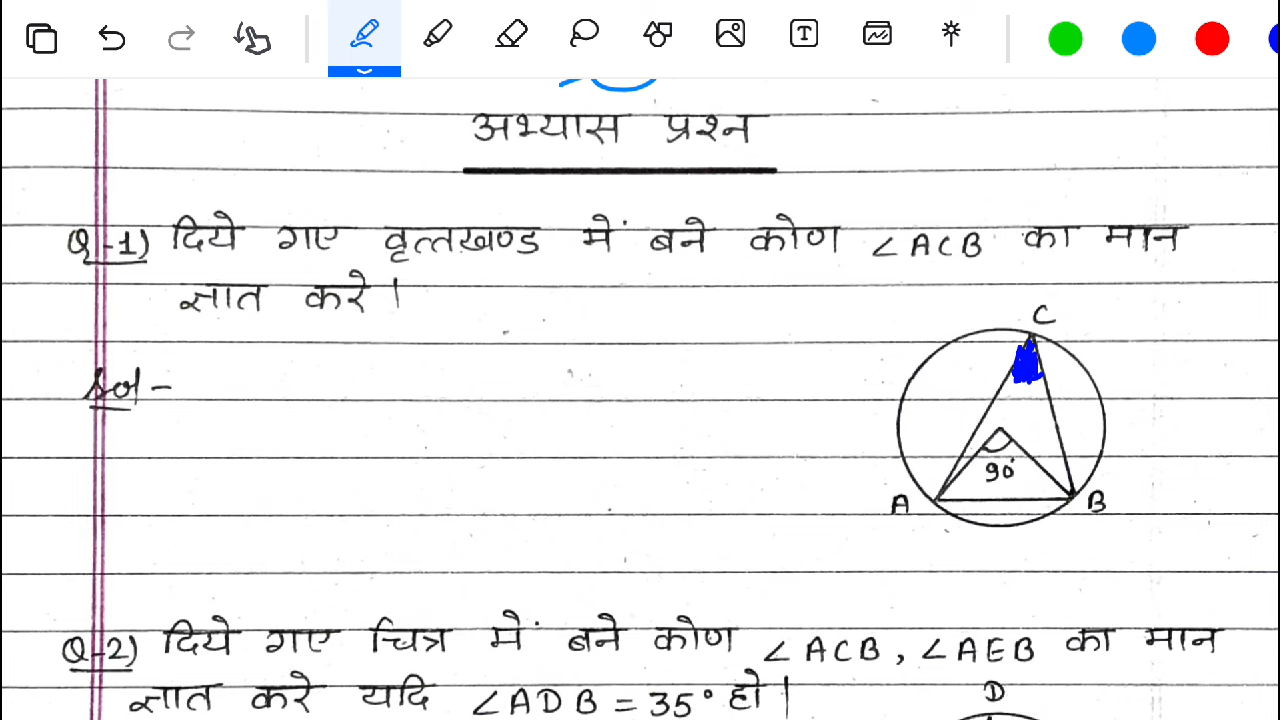 अभ्यास प्रश्न
Q-1) दिये गए वृत्तखण्ड में बने कोण ∠ACB का मान
ज्ञात करे।
C
Sol -
90°
A
B
Q-2) दिये गए चित्र में बने कोण ∠ACB, ∠AEB का मान
ज्ञात करे यदि ∠ADB = 35° हो।
D